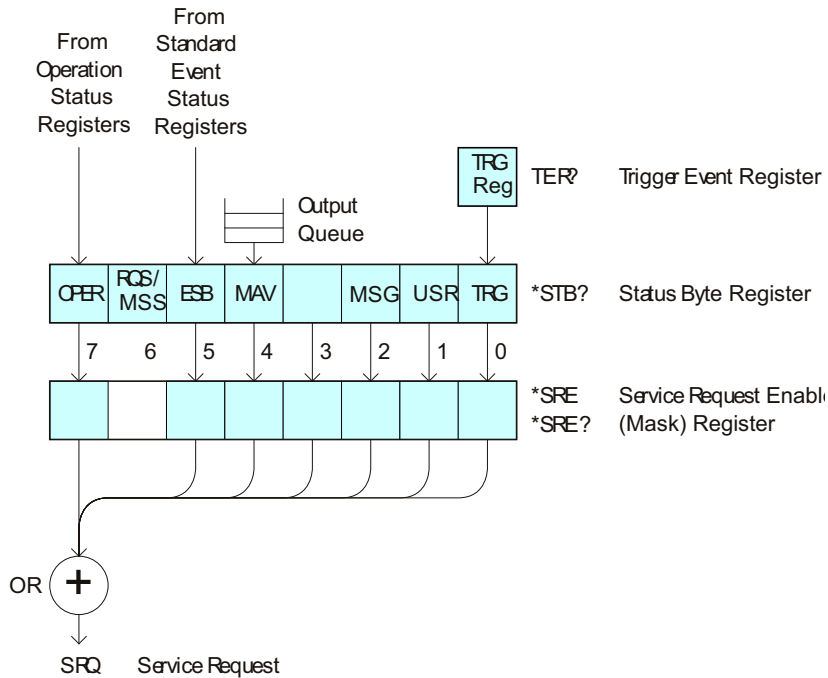 From
Operation
Status
Registers
From
Standard
Event
Status
Registers
Output
Queue
TRG
Reg
TER?
Trigger Event Register
OPER
RQS/
MSS
ESB
MAV
MSG
USR
TRG
*STB?
Status Byte Register
7
6
5
4
3
2
1
0
*SRE
Service Request Enable
*SRE?
(Mask) Register
OR
+
SRQ
Service Request